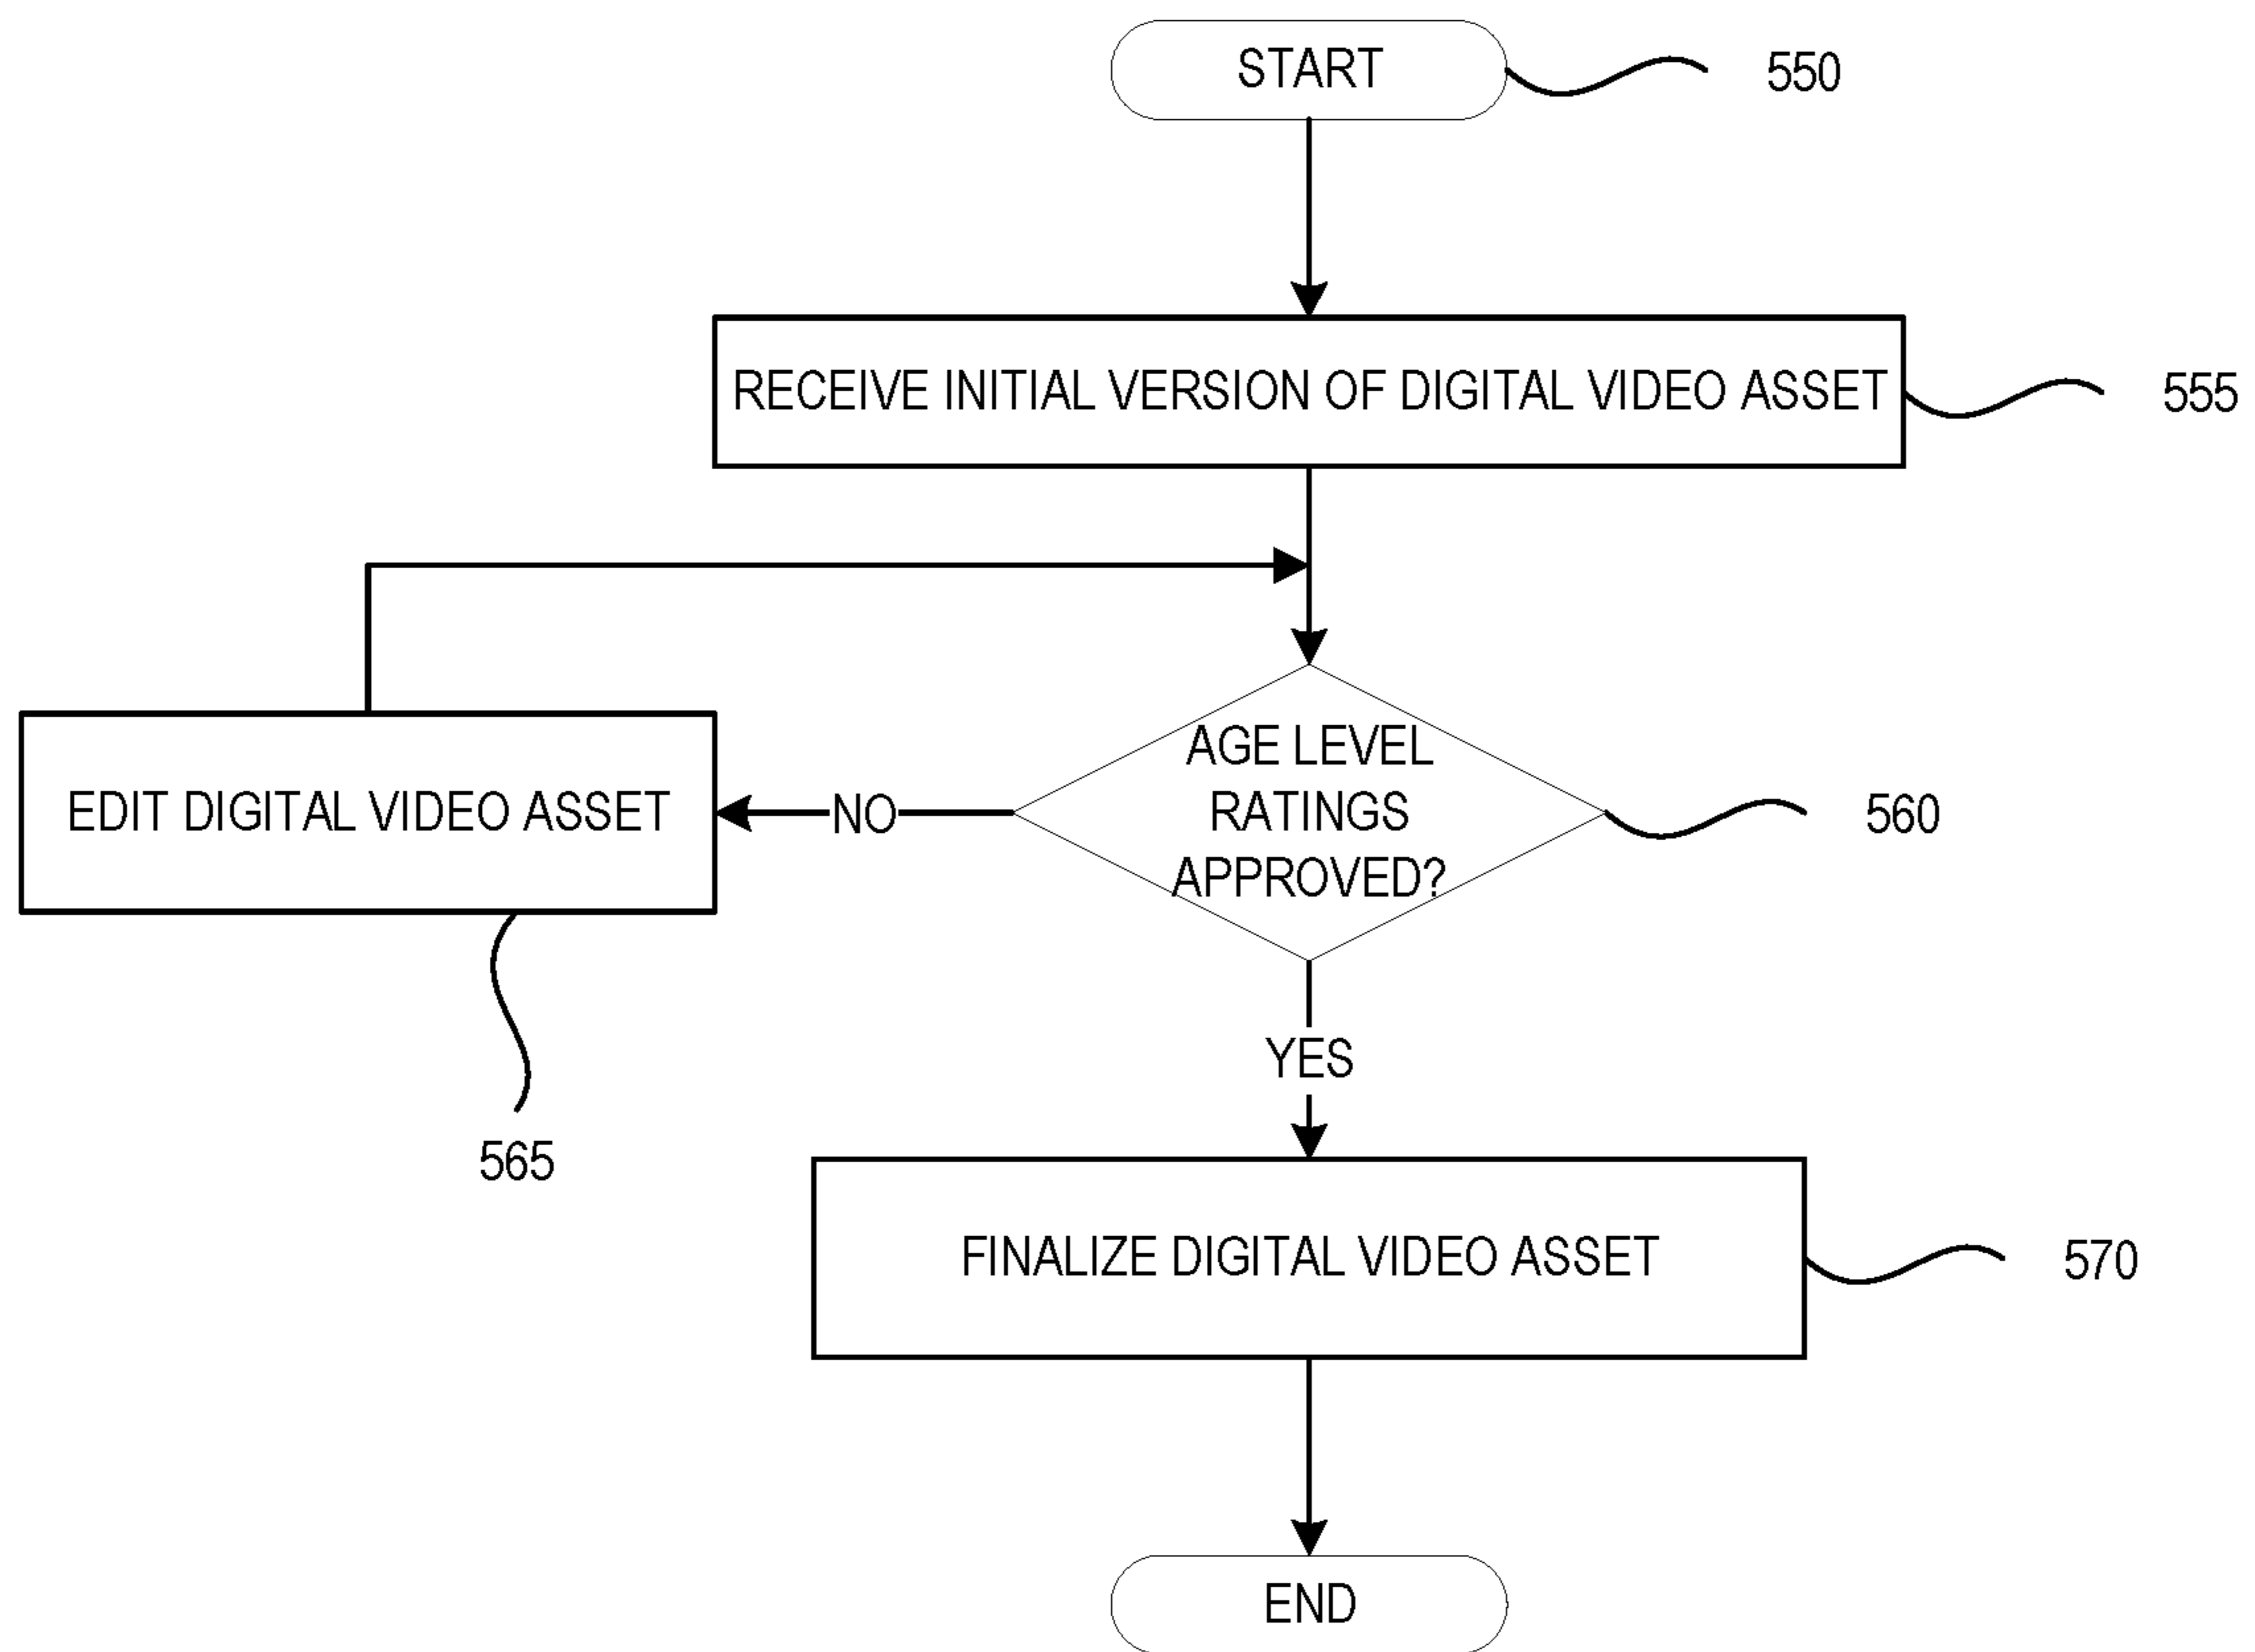 START
550
RECEIVE INITIAL VERSION OF DIGITAL VIDEO ASSET
555
AGE LEVEL
RATINGS
APPROVED?
560
NO
EDIT DIGITAL VIDEO ASSET
565
YES
FINALIZE DIGITAL VIDEO ASSET
570
END